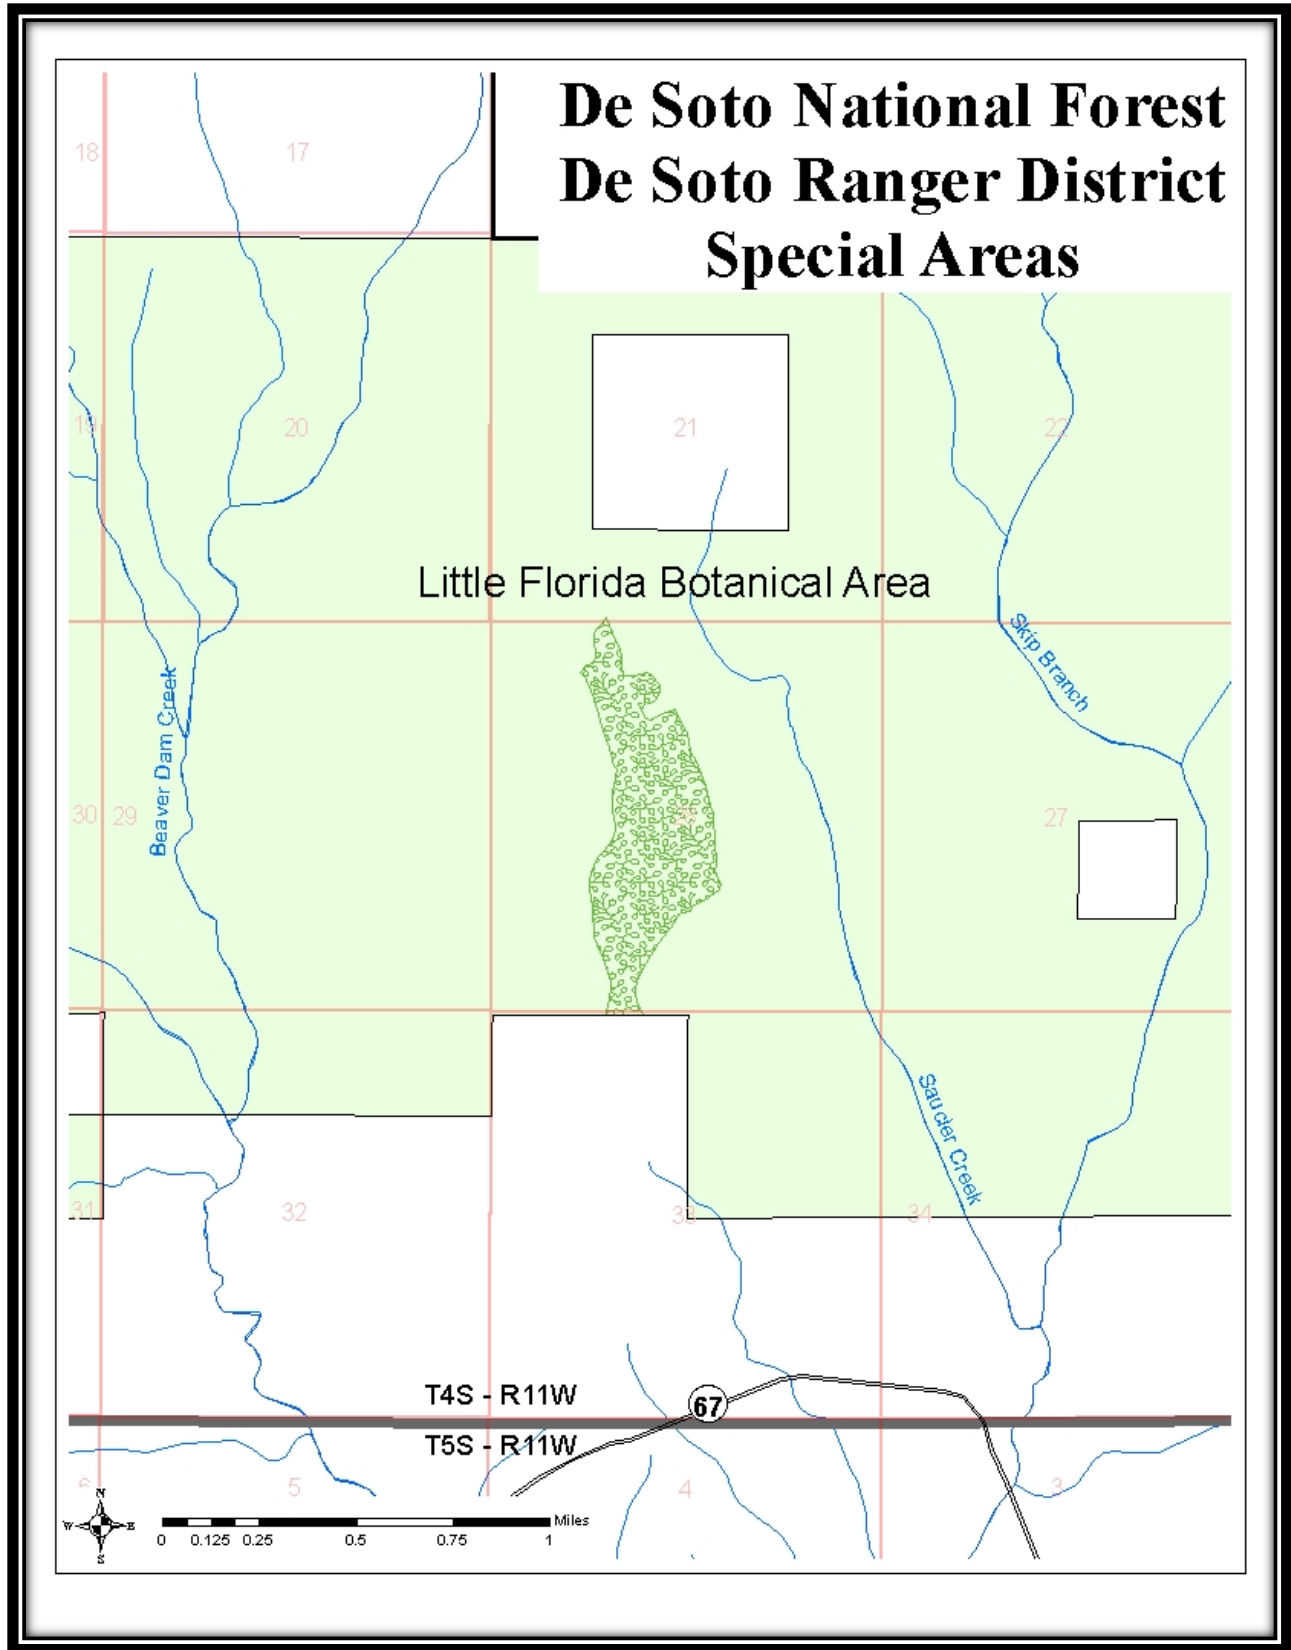 De Soto National Forest
De Soto Ranger District
Special Areas
18
17
19
20
21
22
Little Florida Botanical Area
Skip Branch
Beaver Dam Creek
30
29
27
Saucier Creek
31
32
33
34
T4S - R11W
67
T5S - R11W
6
5
4
3
N
W
E
S
Miles
0 0.125 0.25 0.5 0.75 1